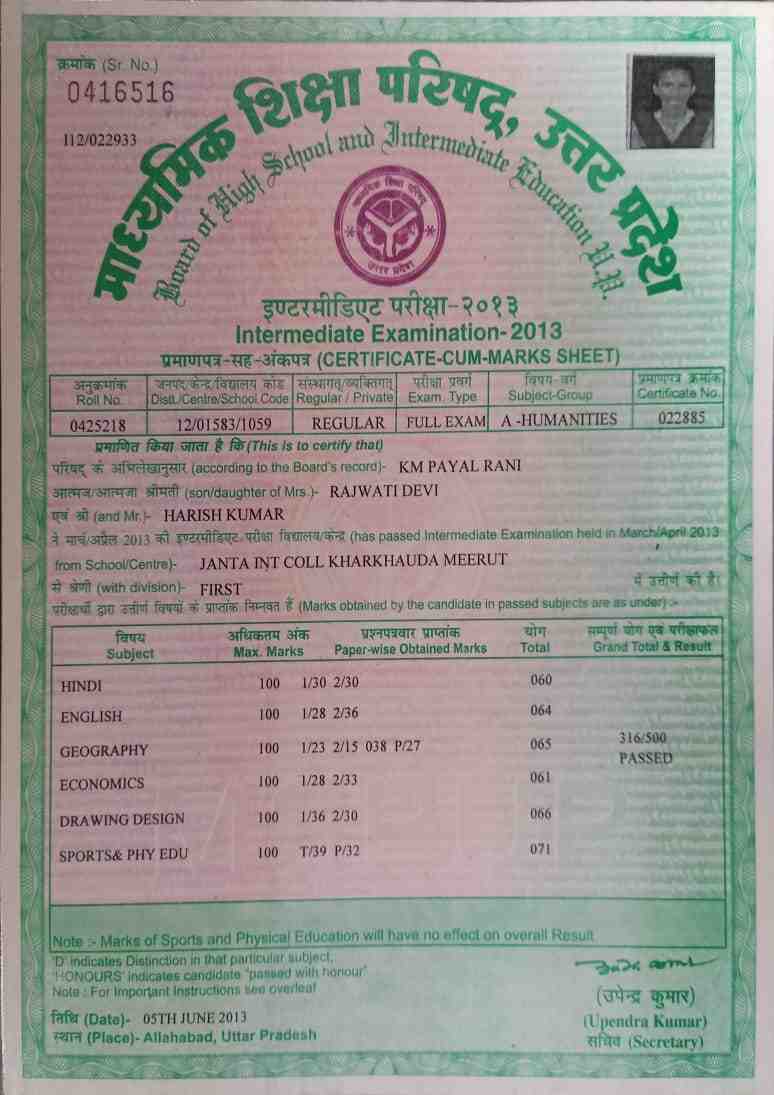 क्रमांक (Sr. No.)
0416516
112/022933
माध्यमिक शिक्षा परिषद्, उत्तर प्रदेश
Board of High School and Intermediate Education U.P.
माध्यमिक शिक्षा परिषद्
उत्तर प्रदेश
इण्टरमीडिएट परीक्षा-२०१३
Intermediate Examination-2013
प्रमाणपत्र-सह-अंकपत्र (CERTIFICATE-CUM-MARKS SHEET)
अनुक्रमांक जनपद/केन्द्र/विद्यालय कोड संस्थागत/व्यक्तिगत परीक्षा प्रवर्ग विषय-वर्ग प्रमाणपत्र क्रमांक
Roll No. Distt./Centre/School Code Regular / Private Exam. Type Subject-Group Certificate No.
0425218 12/01583/1059 REGULAR FULL EXAM A -HUMANITIES 022885
प्रमाणित किया जाता है कि (This is to certify that)
परिषद के अभिलेखानुसार (according to the Board's record)- KM PAYAL RANI
आत्मज/आत्मजा श्रीमती (son/daughter of Mrs.)- RAJWATI DEVI
एवं श्री (and Mr.)- HARISH KUMAR
ने मार्च/अप्रैल 2013 की इण्टरमीडिएट परीक्षा विद्यालय/केन्द्र (has passed Intermediate Examination held in March/April 2013
from School/Centre)- JANTA INT COLL KHARKHAUDA MEERUT
से श्रेणी (with division)- FIRST में उत्तीर्ण की है।
परीक्षार्थी द्वारा उत्तीर्ण विषयों के प्राप्तांक निम्नवत हैं (Marks obtained by the candidate in passed subjects are as under) :-
विषय अधिकतम अंक प्रश्नपत्रवार प्राप्तांक योग सम्पूर्ण योग एवं परीक्षाफल
Subject Max. Marks Paper-wise Obtained Marks Total Grand Total & Result
HINDI 100 1/30 2/30 060
ENGLISH 100 1/28 2/36 064
GEOGRAPHY 100 1/23 2/15 038 P/27 065 316/500
PASSED
ECONOMICS 100 1/28 2/33 061
DRAWING DESIGN 100 1/36 2/30 066
SPORTS& PHY EDU 100 T/39 P/32 071
Note :- Marks of Sports and Physical Education will have no effect on overall Result
'D' indicates Distinction in that particular subject,
'HONOURS' indicates candidate "passed with honour"
Note : For Important Instructions see overleaf
तिथि (Date)- 05TH JUNE 2013
स्थान (Place)- Allahabad, Uttar Pradesh
(उपेन्द्र कुमार)
(Upendra Kumar)
सचिव (Secretary)